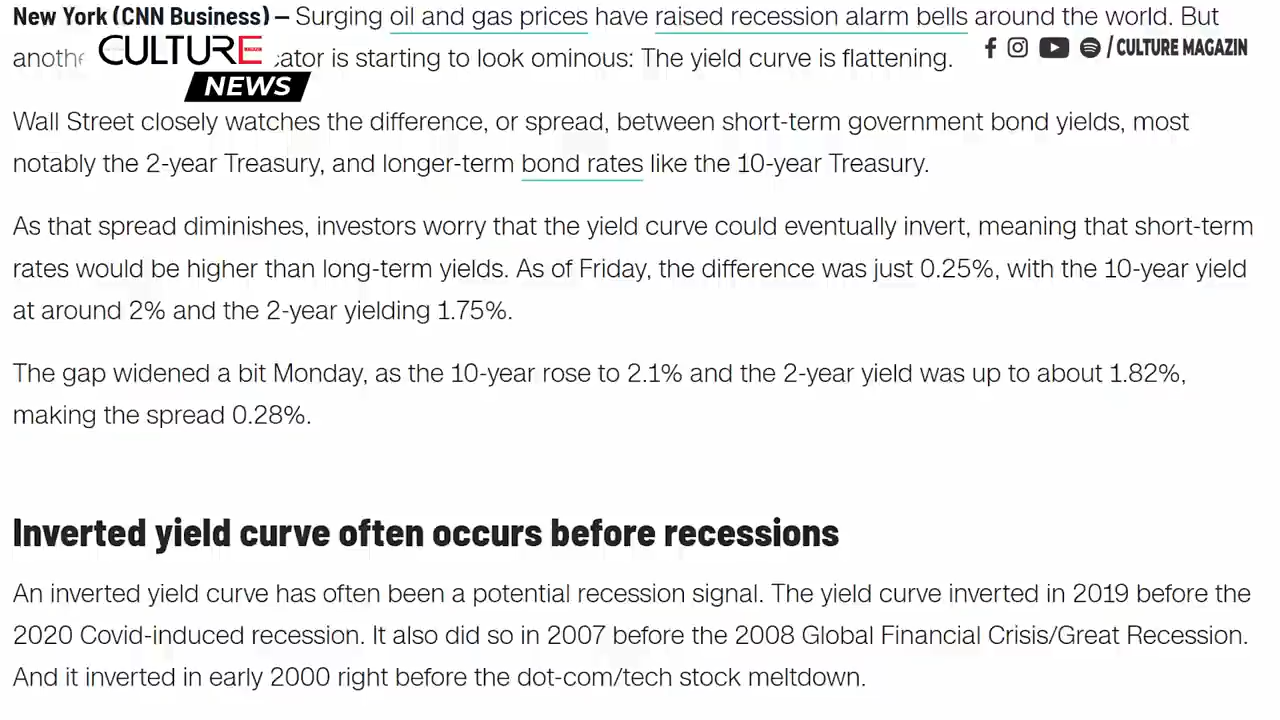 New York (CNN Business) — Surging oil and gas prices have raised recession alarm bells around the world. But
anothe
cator is starting to look ominous: The yield curve is flattening.
CULTURE
NEWS
/ CULTURE MAGAZIN
Wall Street closely watches the difference, or spread, between short-term government bond yields, most
notably the 2-year Treasury, and longer-term bond rates like the 10-year Treasury.
As that spread diminishes, investors worry that the yield curve could eventually invert, meaning that short-term
rates would be higher than long-term yields. As of Friday, the difference was just 0.25%, with the 10-year yield
at around 2% and the 2-year yielding 1.75%.
The gap widened a bit Monday, as the 10-year rose to 2.1% and the 2-year yield was up to about 1.82%,
making the spread 0.28%.
Inverted yield curve often occurs before recessions
An inverted yield curve has often been a potential recession signal. The yield curve inverted in 2019 before the
2020 Covid-induced recession. It also did so in 2007 before the 2008 Global Financial Crisis/Great Recession.
And it inverted in early 2000 right before the dot-com/tech stock meltdown.